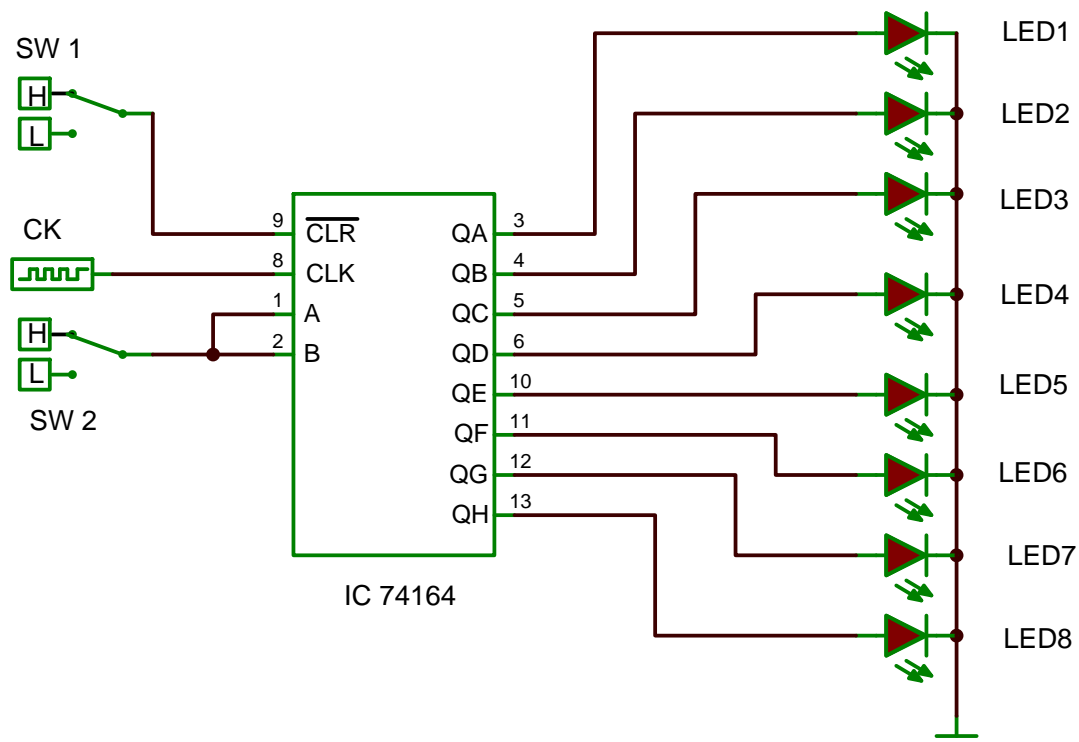 SW 1
H
L
CK
H
L
SW 2
9 CLR QA 3
8 CLK QB 4
1 A QC 5
2 B QD 6
QE 10
QF 11
QG 12
QH 13
IC 74164
LED1
LED2
LED3
LED4
LED5
LED6
LED7
LED8